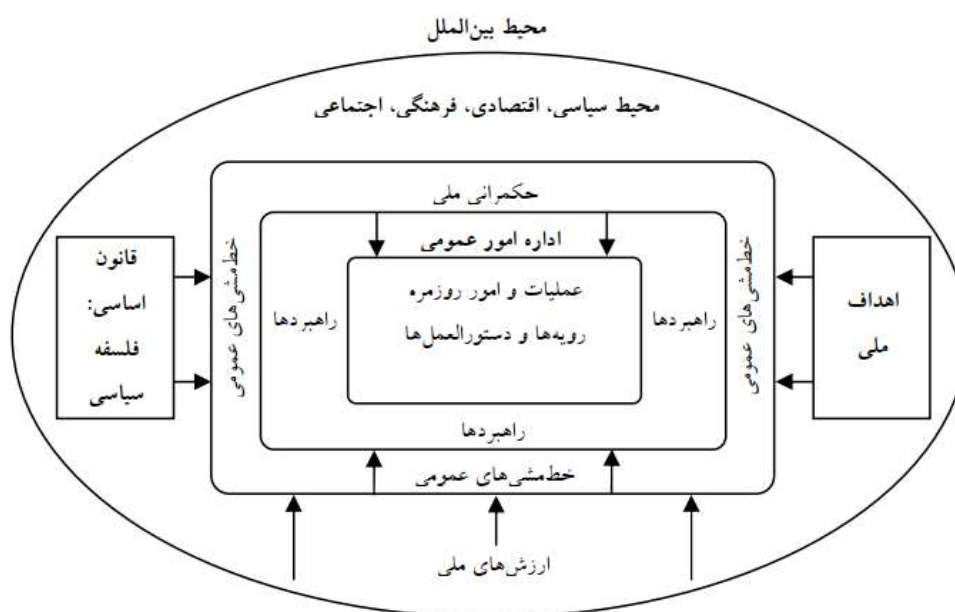 محیط بین‌الملل
محیط سیاسی، اقتصادی، فرهنگی، اجتماعی
حکمرانی ملی
اداره امور عمومی
عملیات و امور روزمره
رویه‌ها و دستورالعمل‌ها
راهبردها
راهبردها
راهبردها
خط‌مشی‌های عمومی
خط‌مشی‌های عمومی
خط‌مشی‌های عمومی
اهداف
ملی
قانون
اساسی:
فلسفه
سیاسی
ارزش‌های ملی